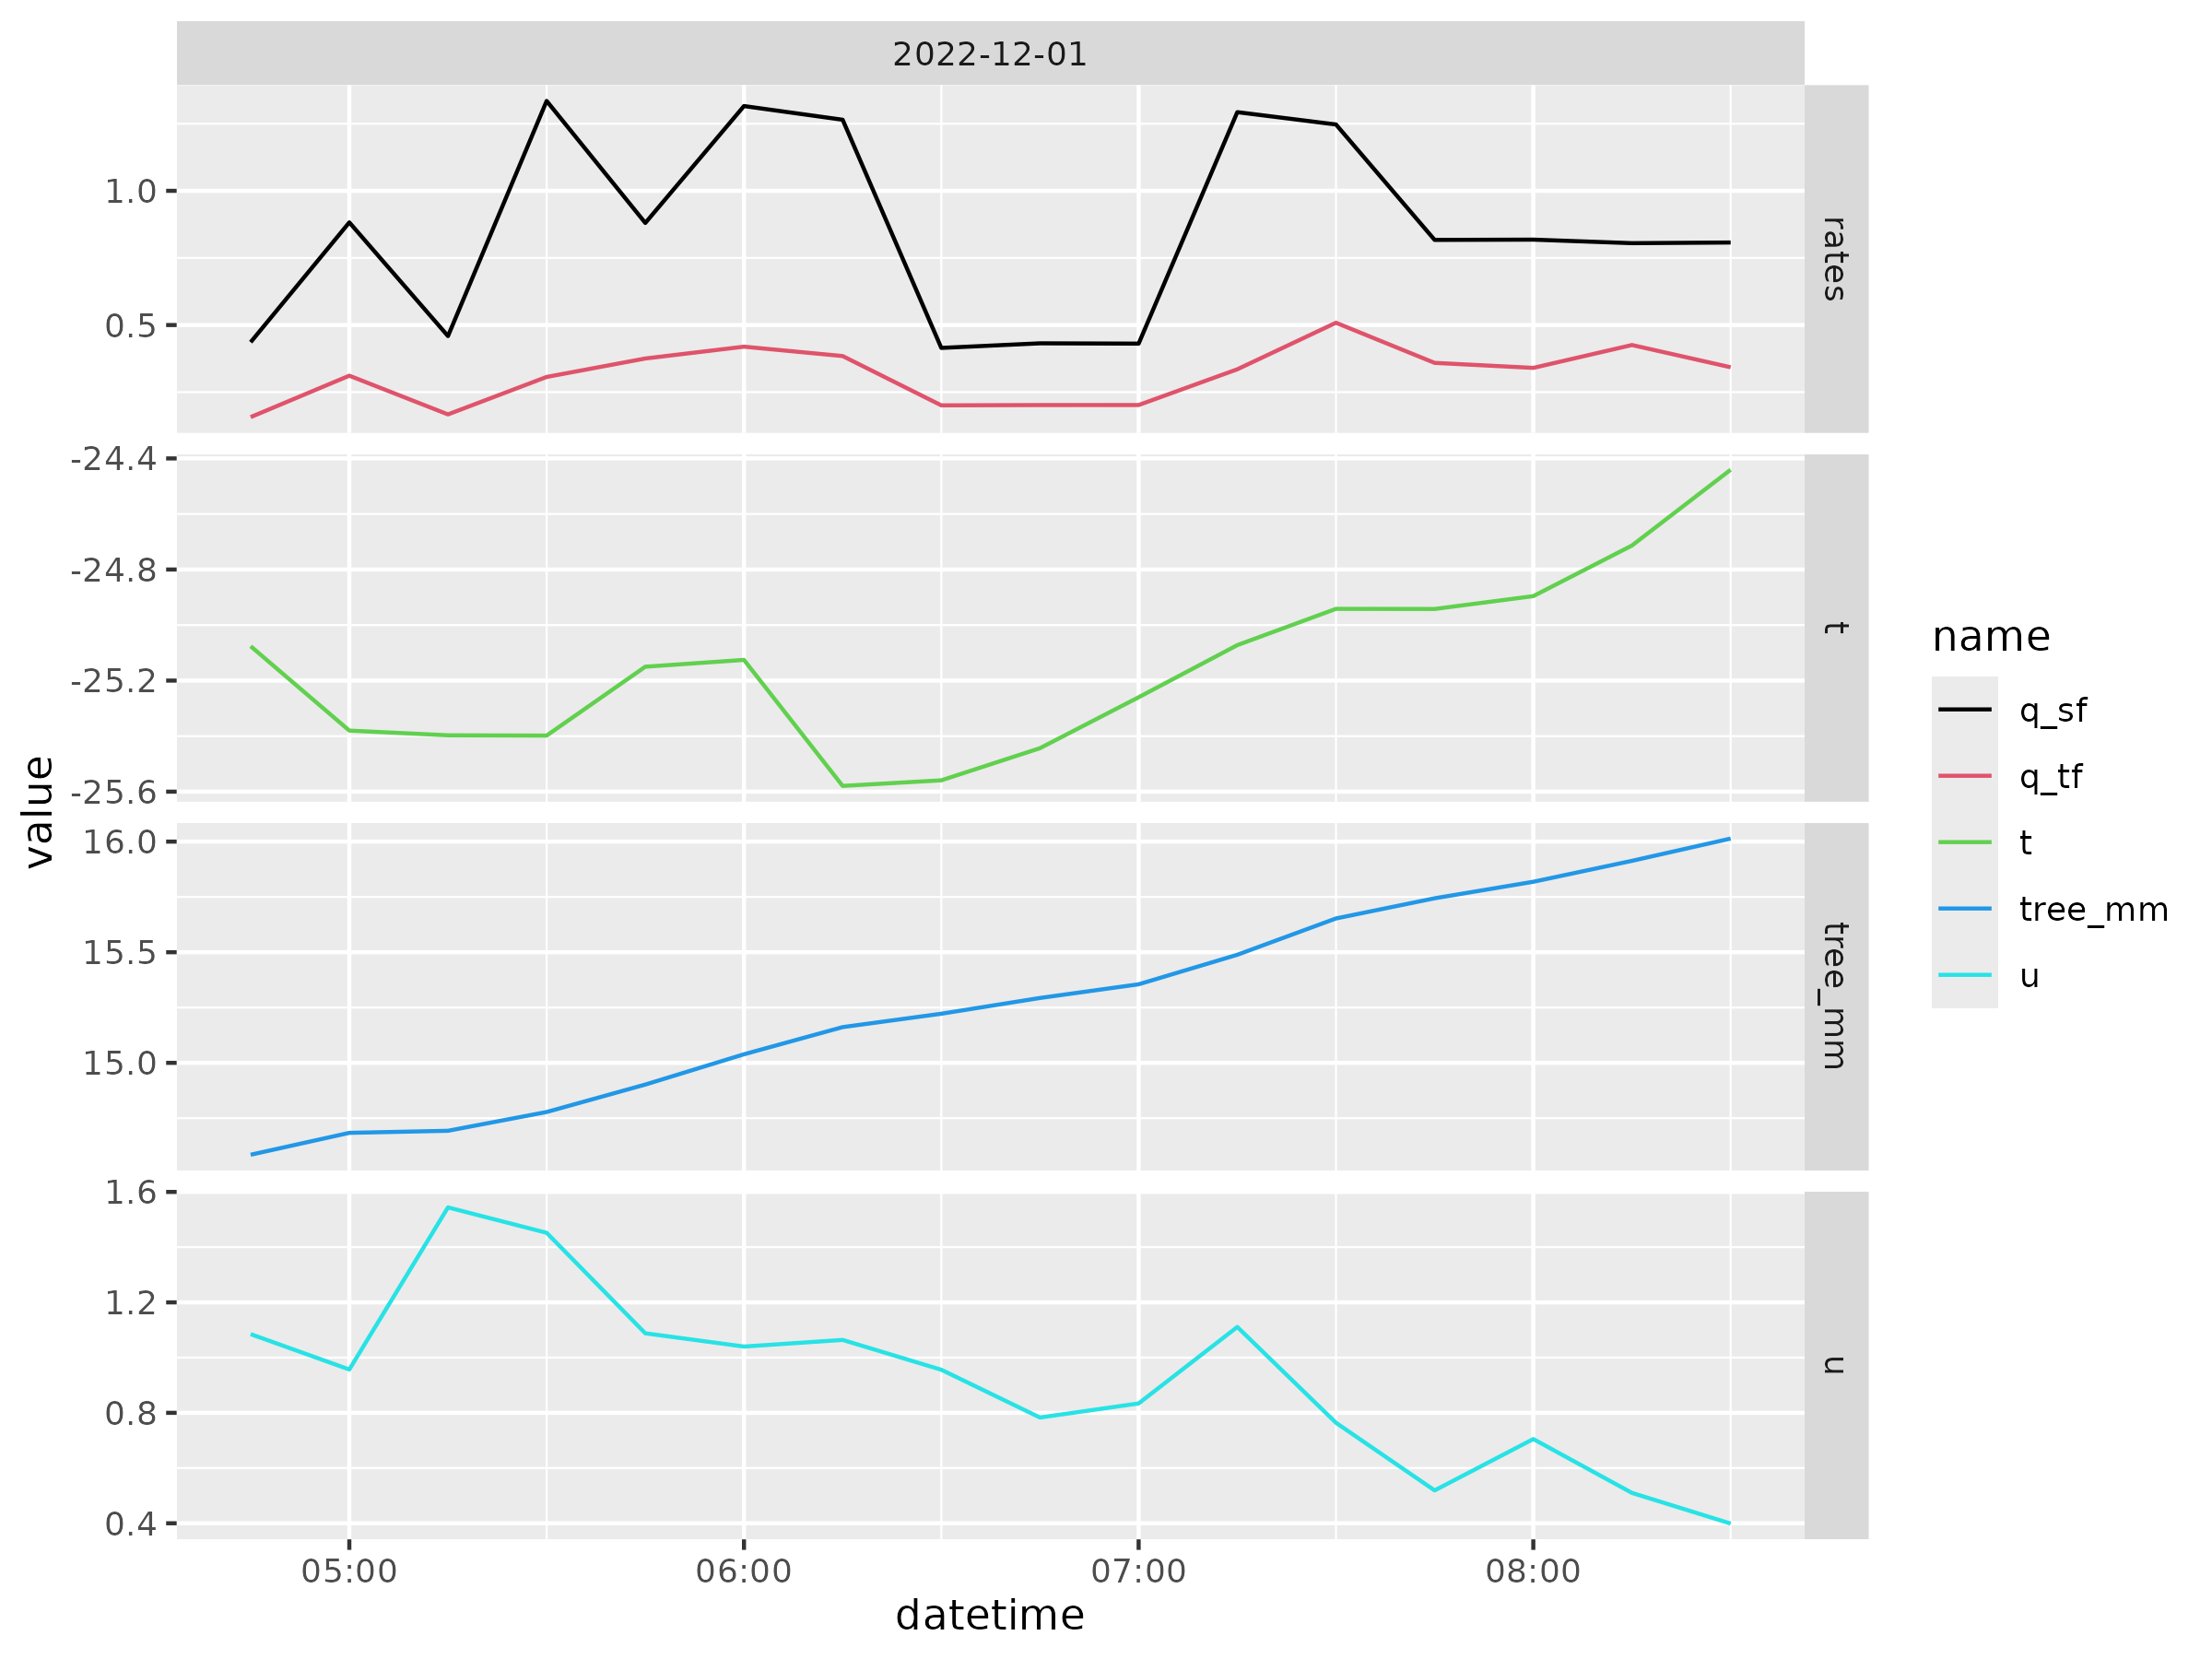 2022-12-01
1.0
0.5
rates
-24.4
-24.8
-25.2
-25.6
t
value
16.0
15.5
15.0
tree_mm
1.6
1.2
0.8
0.4
u
05:00 06:00 07:00 08:00
datetime
name
q_sf
q_tf
t
tree_mm
u